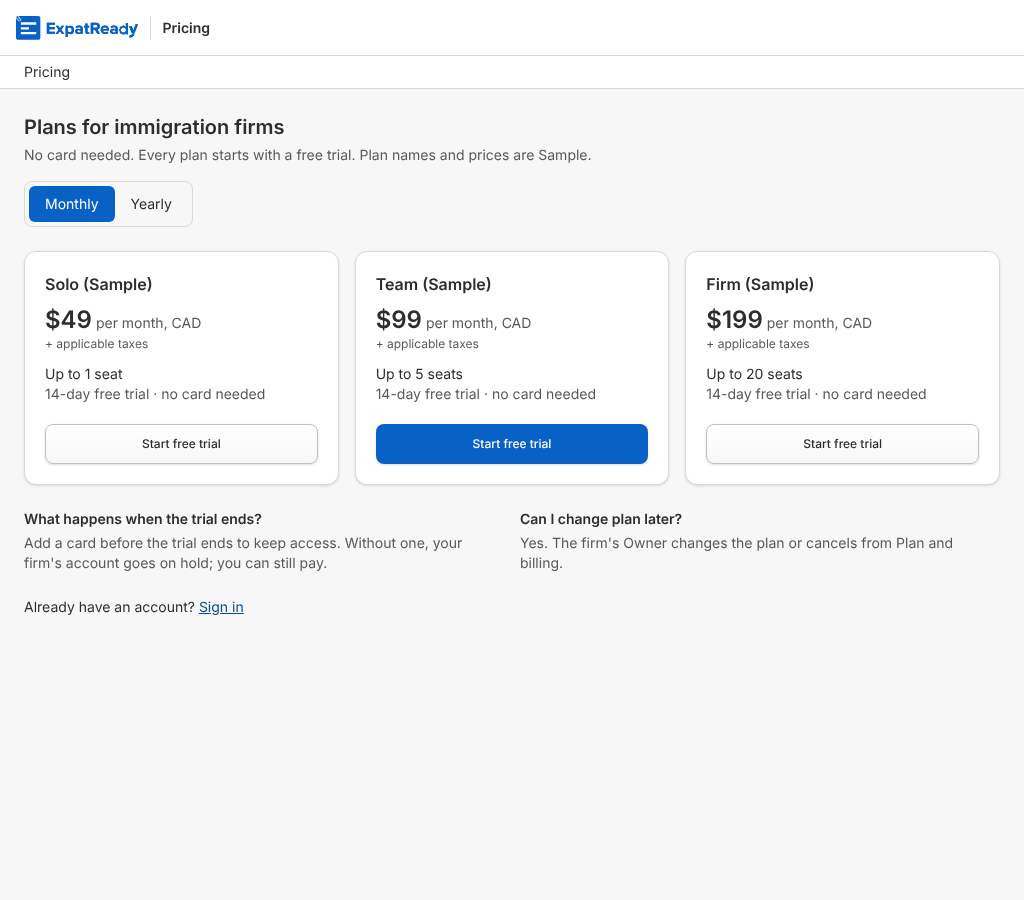 ExpatReady
Pricing
Pricing
Plans for immigration firms
No card needed. Every plan starts with a free trial. Plan names and prices are Sample.
Monthly
Yearly
Solo (Sample)
$49 per month, CAD
+ applicable taxes
Up to 1 seat
14-day free trial · no card needed
Start free trial
Team (Sample)
$99 per month, CAD
+ applicable taxes
Up to 5 seats
14-day free trial · no card needed
Start free trial
Firm (Sample)
$199 per month, CAD
+ applicable taxes
Up to 20 seats
14-day free trial · no card needed
Start free trial
What happens when the trial ends?
Add a card before the trial ends to keep access. Without one, your
firm's account goes on hold; you can still pay.
Can I change plan later?
Yes. The firm's Owner changes the plan or cancels from Plan and
billing.
Already have an account? Sign in